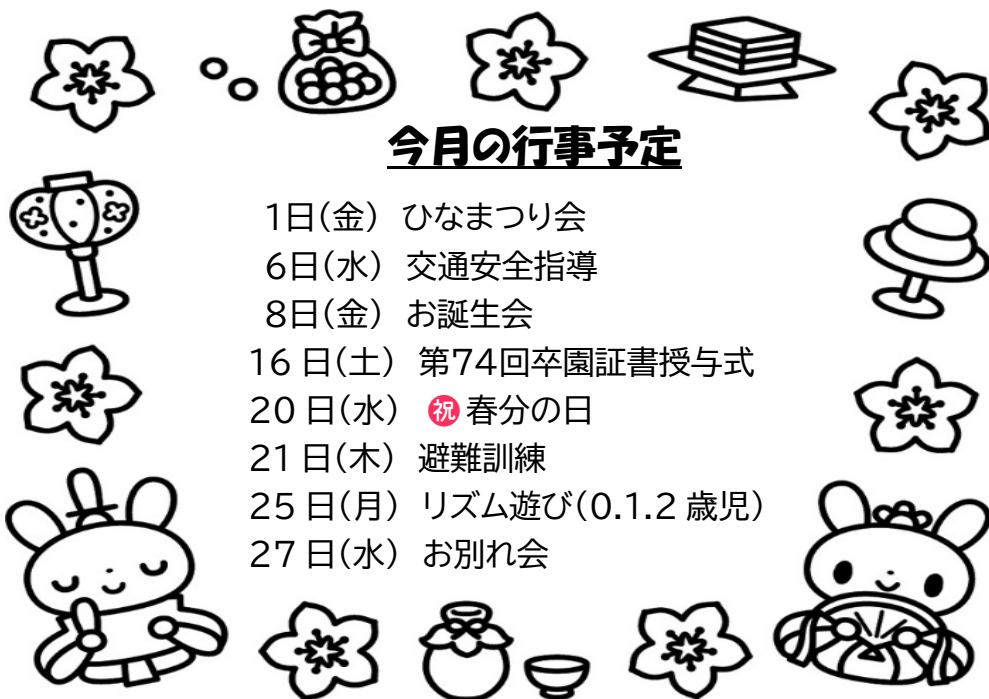 今月の行事予定
1日(金) ひなまつり会
6日(水) 交通安全指導
8日(金) お誕生会
16日(土) 第74回卒園証書授与式
20日(水) ㊗春分の日
21日(木) 避難訓練
25日(月) リズム遊び(0.1.2歳児)
27日(水) お別れ会